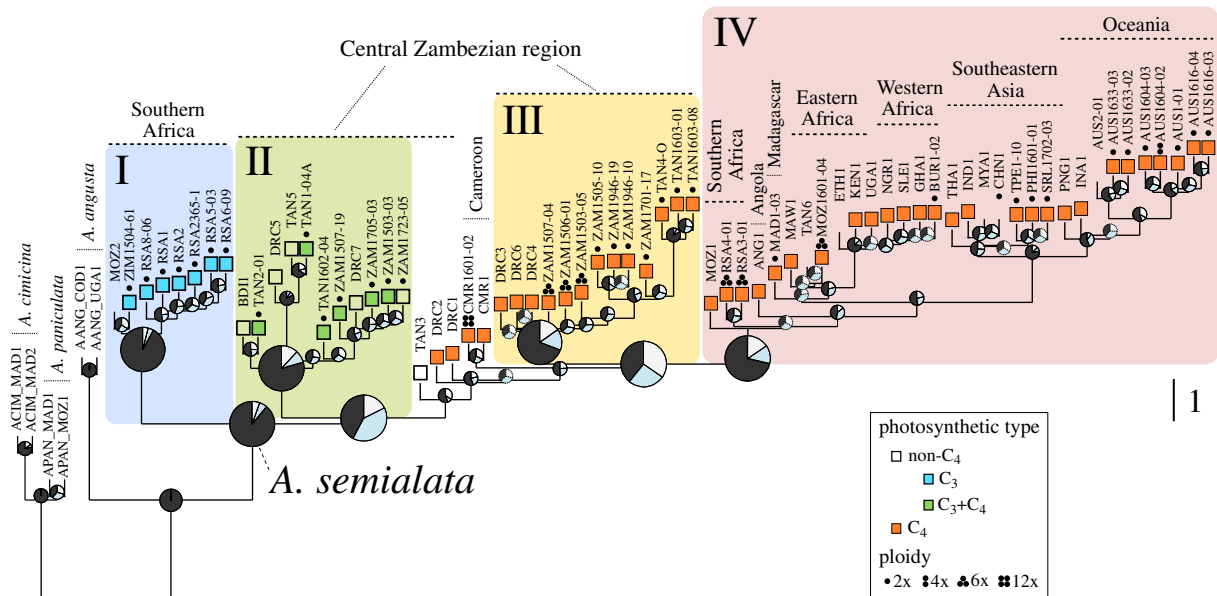 Central Zambezian region
Southern
Africa
I
II
III
IV
Cameroon
Southern
Africa
Angola
Madagascar
Eastern
Africa
Western
Africa
Southeastern
Asia
Oceania
A. cimicina
A. paniculata
A. angusta
A. semialata
ACIM_MAD1
ACIM_MAD2
APAN_MAD1
APAN_MOZ1
AANG_COD1
AANG_UGA1
MOZ2
ZIM1504-61
RSA8-06
RSA1
RSA2
RSA2365-1
RSA5-03
RSA6-09
BDI1
TAN2-01
DRC5
TAN5
TAN1-04A
TAN1602-04
ZAM1507-19
DRC7
ZAM1705-03
ZAM1503-03
ZAM1723-05
TAN3
DRC2
DRC1
CMR1601-02
CMR1
DRC3
DRC6
DRC4
ZAM1507-04
ZAM1506-01
ZAM1503-05
ZAM1505-10
ZAM1946-19
ZAM1946-10
ZAM1701-17
TAN4-O
TAN1603-01
TAN1603-08
MOZ1
RSA4-01
RSA3-01
ANG1
MAD1-03
MAW1
TAN6
MOZ1601-04
ETH1
KEN1
UGA1
NGR1
SLE1
GHA1
BUR1-02
THA1
IND1
MYA1
CHN1
TPE1-10
PHI1601-01
SRL1702-03
PNG1
INA1
AUS2-01
AUS1633-03
AUS1633-02
AUS1604-03
AUS1604-02
AUS1-01
AUS1616-04
AUS1616-03
1
photosynthetic type
non-C4
C3
C3+C4
C4
ploidy
2x 4x 6x 12x